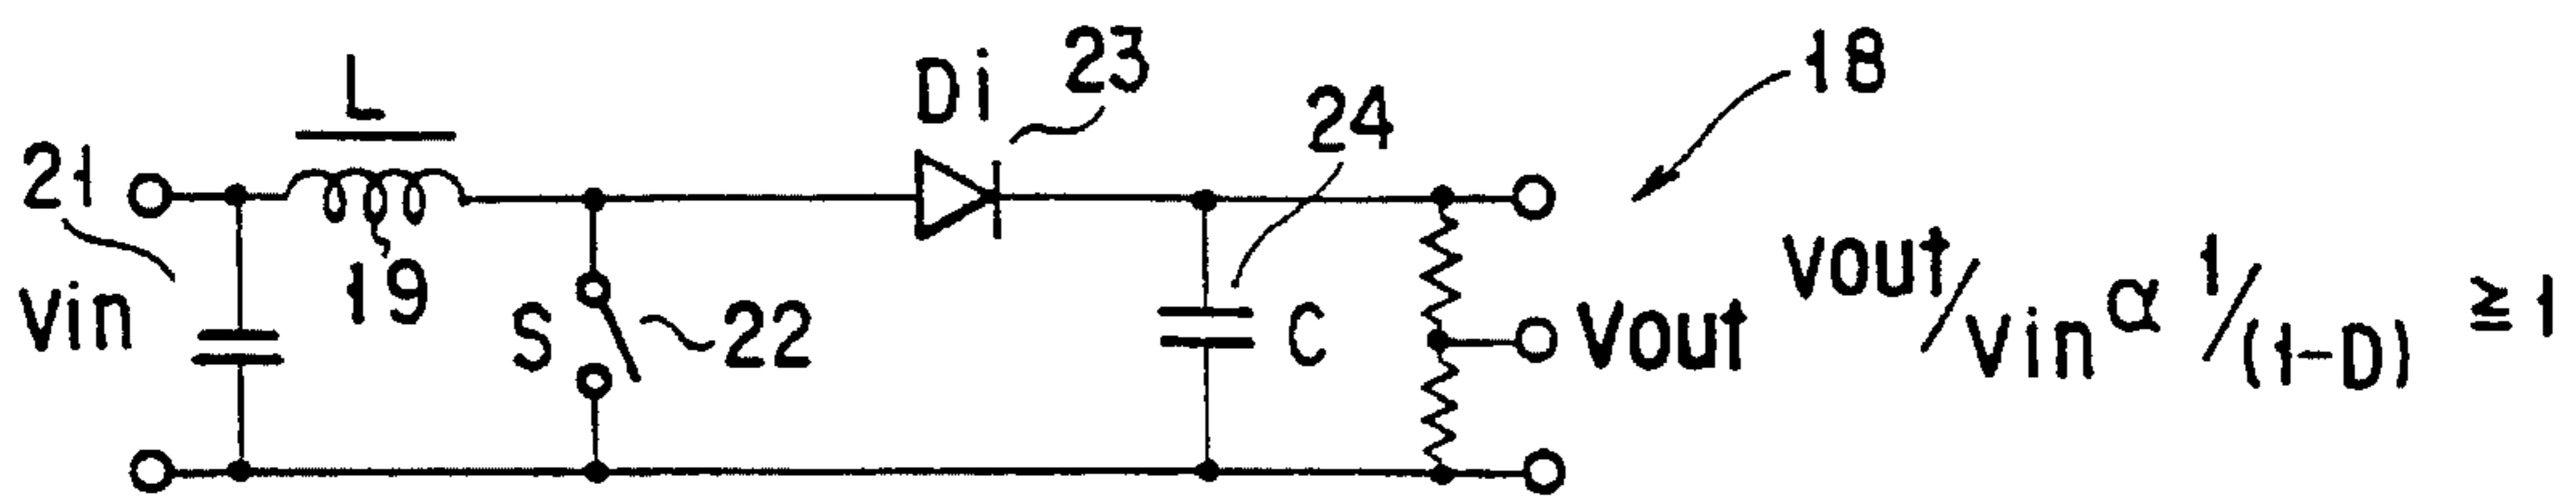 L
Di
23
24
18
21
19
Vin
S
22
C
Vout
Vout/Vin α 1/(1-D) ≧ 1